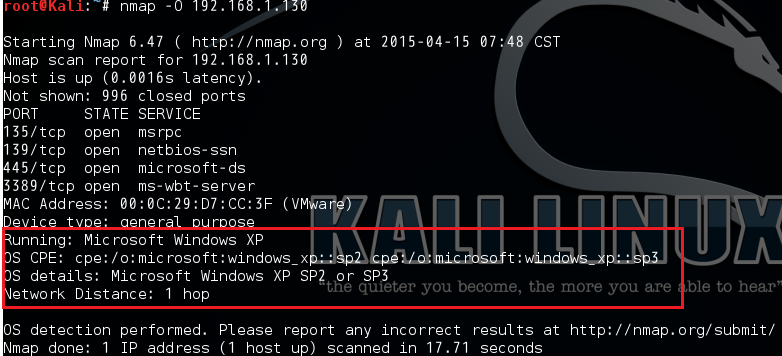 root@Kali:~# nmap -O 192.168.1.130
Starting Nmap 6.47 ( http://nmap.org ) at 2015-04-15 07:48 CST
Nmap scan report for 192.168.1.130
Host is up (0.0016s latency).
Not shown: 996 closed ports
PORT     STATE SERVICE
135/tcp  open  msrpc
139/tcp  open  netbios-ssn
445/tcp  open  microsoft-ds
3389/tcp open  ms-wbt-server
MAC Address: 00:0C:29:D7:CC:3F (VMware)
Device type: general purpose
Running: Microsoft Windows XP
OS CPE: cpe:/o:microsoft:windows_xp::sp2 cpe:/o:microsoft:windows_xp::sp3
OS details: Microsoft Windows XP SP2 or SP3
Network Distance: 1 hop
OS detection performed. Please report any incorrect results at http://nmap.org/submit/
Nmap done: 1 IP address (1 host up) scanned in 17.71 seconds
KALI LINUX
"the quieter you become, the more you are able to hear"